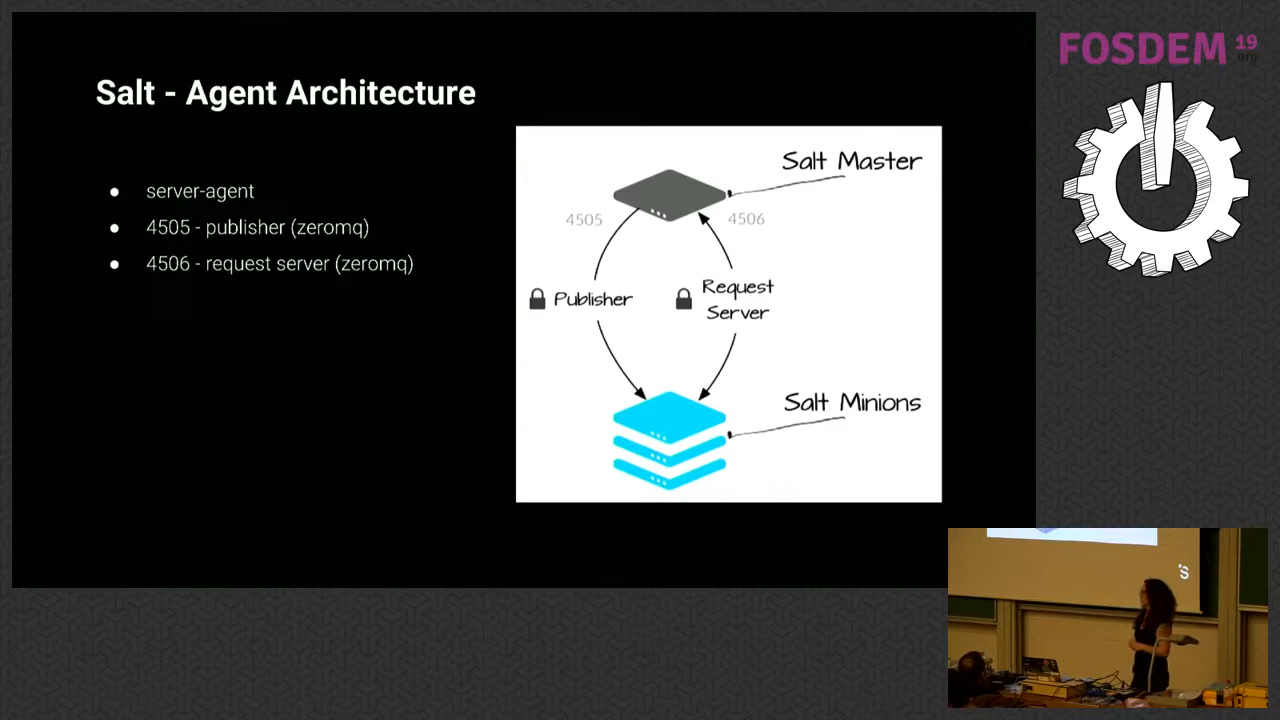 Salt - Agent Architecture
server-agent
4505 - publisher (zeromq)
4506 - request server (zeromq)
Salt Master
4505
4506
Publisher
Request
Server
Salt Minions
FOSDEM 19
.org
S